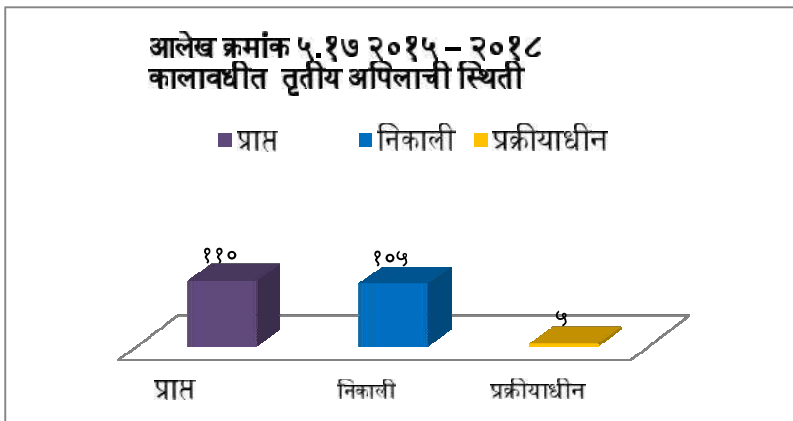 आलेख क्रमांक ५.१७ २०१५ – २०१८
कालावधीत तृतीय अपिलाची स्थिती
प्राप्त निकाली प्रक्रीयाधीन
११० १०५ ५
प्राप्त निकाली प्रक्रीयाधीन